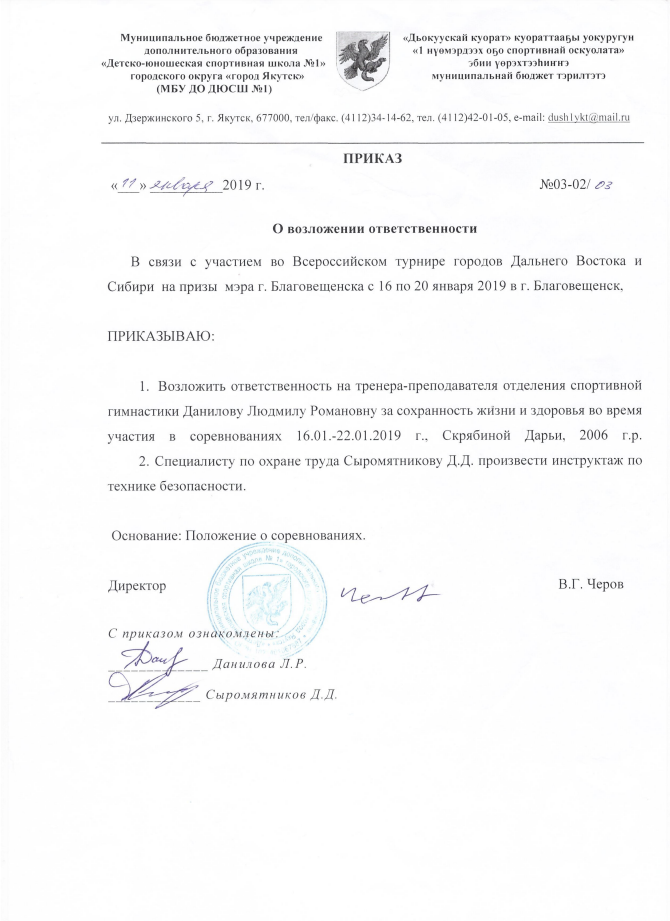 Муниципальное бюджетное учреждение
дополнительного образования
«Детско-юношеская спортивная школа №1»
городского округа «город Якутск»
(МБУ ДО ДЮСШ №1)
«Дьокуускай куорат» куораттааҕы уокуругун
«1 нүөмэрдээх оҕо спортивнай оскуолата»
эбии үөрэхтээһиҥҥэ
муниципальнай бюджет тэрилтэтэ
ул. Дзержинского 5, г. Якутск, 677000, тел/факс. (4112)34-14-62, тел. (4112)42-01-05, e-mail: dush1ykt@mail.ru
ПРИКАЗ
«11» января 2019 г. №03-02/ 03
О возложении ответственности
В связи с участием во Всероссийском турнире городов Дальнего Востока и
Сибири на призы мэра г. Благовещенска с 16 по 20 января 2019 в г. Благовещенск,
ПРИКАЗЫВАЮ:
1. Возложить ответственность на тренера-преподавателя отделения спортивной
гимнастики Данилову Людмилу Романовну за сохранность жизни и здоровья во время
участия в соревнованиях 16.01.-22.01.2019 г., Скрябиной Дарьи, 2006 г.р.
2. Специалисту по охране труда Сыромятникову Д.Д. произвести инструктаж по
технике безопасности.
Основание: Положение о соревнованиях.
Директор В.Г. Черов
С приказом ознакомлены:
Данилова Л.Р.
Сыромятников Д.Д.